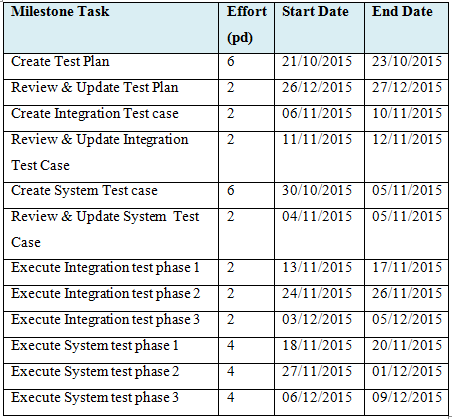 Milestone Task Effort (pd) Start Date End Date
Create Test Plan 6 21/10/2015 23/10/2015
Review & Update Test Plan 2 26/12/2015 27/12/2015
Create Integration Test case 2 06/11/2015 10/11/2015
Review & Update Integration Test Case 2 11/11/2015 12/11/2015
Create System Test case 6 30/10/2015 05/11/2015
Review & Update System Test Case 2 04/11/2015 05/11/2015
Execute Integration test phase 1 2 13/11/2015 17/11/2015
Execute Integration test phase 2 2 24/11/2015 26/11/2015
Execute Integration test phase 3 2 03/12/2015 05/12/2015
Execute System test phase 1 4 18/11/2015 20/11/2015
Execute System test phase 2 4 27/11/2015 01/12/2015
Execute System test phase 3 4 06/12/2015 09/12/2015